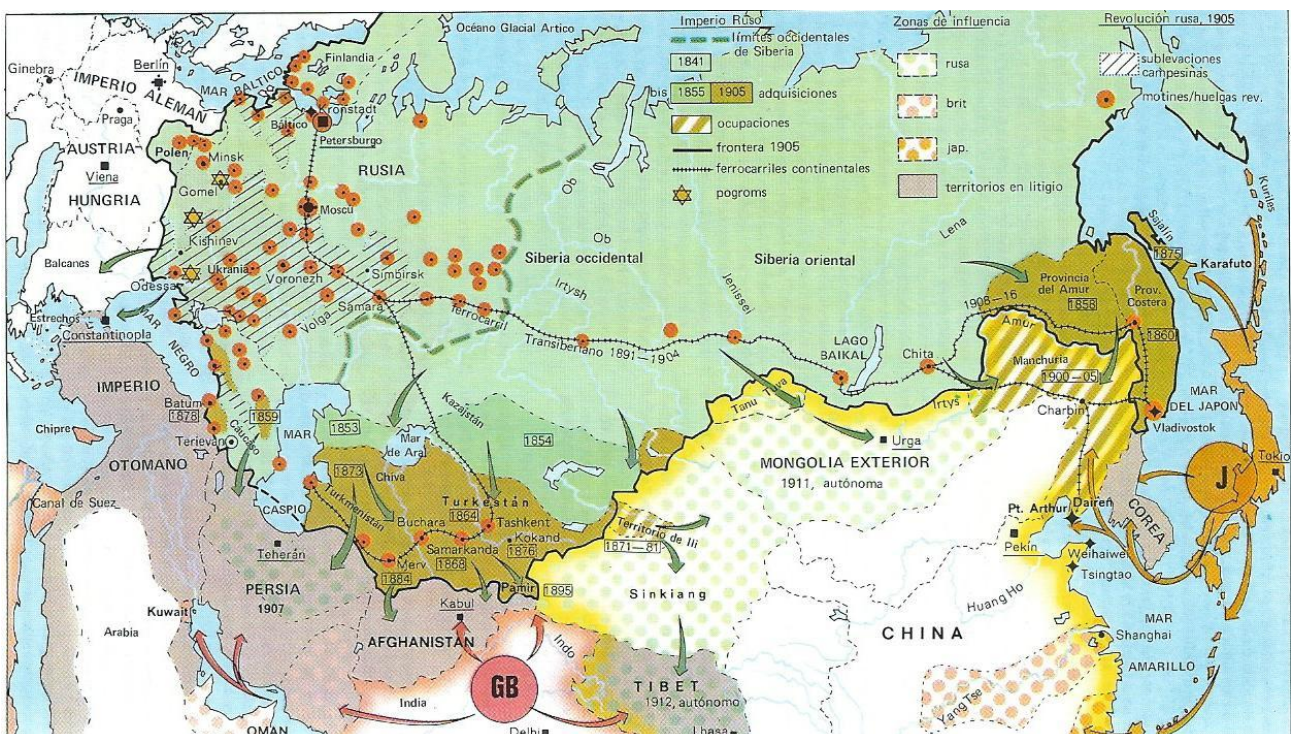 Imperio Ruso
límites occidentales
de Siberia
1841
bis 1855 1905 adquisiciones
ocupaciones
frontera 1905
ferrocarriles continentales
pogroms
Zonas de influencia
rusa
brit
jap.
territorios en litigio
Revolución rusa, 1905
sublevaciones
campesinas
motines/huelgas rev.
Océano Glacial Artico
Ginebra
Berlín
IMPERIO ALEMAN
Praga
AUSTRIA
Viena
HUNGRIA
Balcanes
Estrechos
Constantinopla
MAR BALTICO
Finlandia
Kronstadt
Báltico
Petersburgo
Polen
Minsk
Gomel
RUSIA
Moscú
Kishinev
Ukrania
Odessa
Voronezh
Simbirsk
Volga
Samara
MAR
NEGRO
Ob
Ob
Irtysh
Siberia occidental
Jenissei
Siberia oriental
Lena
ferrocarril
Transiberiano 1891—1904
LAGO
BAIKAL
Chita
1908—16
Amur
Provincia
del Amur
1858
Prov.
Costera
1860
Sajalín
1875
Karafuto
Kuriles
Manchuria
1900—05
Charbin
MAR
DEL JAPON
Vladivostok
J
Tokio
COREA
Pt. Arthur
Dairen
Weihaiwei
Tsingtao
Pekín
Huang Ho
MAR
AMARILLO
Shanghai
Yang Tse
CHINA
Tanu Tuva
Irtys
Urga
MONGOLIA EXTERIOR
1911, autónoma
Territorio de Ili
1871—81
Sinkiang
TIBET
1912, autónomo
Lhasa
Kazajstán
1853
1854
Mar
de Aral
1873
Chiva
Turkestán
1864
Turkmenistán
Buchara
Tashkent
Kokand
1876
Samarkanda
1868
Merv
1884
Pamir
1895
MAR
CASPIO
Batum
1878
1859
Cáucaso
Terievan
IMPERIO
OTOMANO
Chipre
Canal de Suez
Teherán
PERSIA
1907
Kuwait
Arabia
Kabul
AFGHANISTÁN
Indo
GB
India
Delhi
OMAN